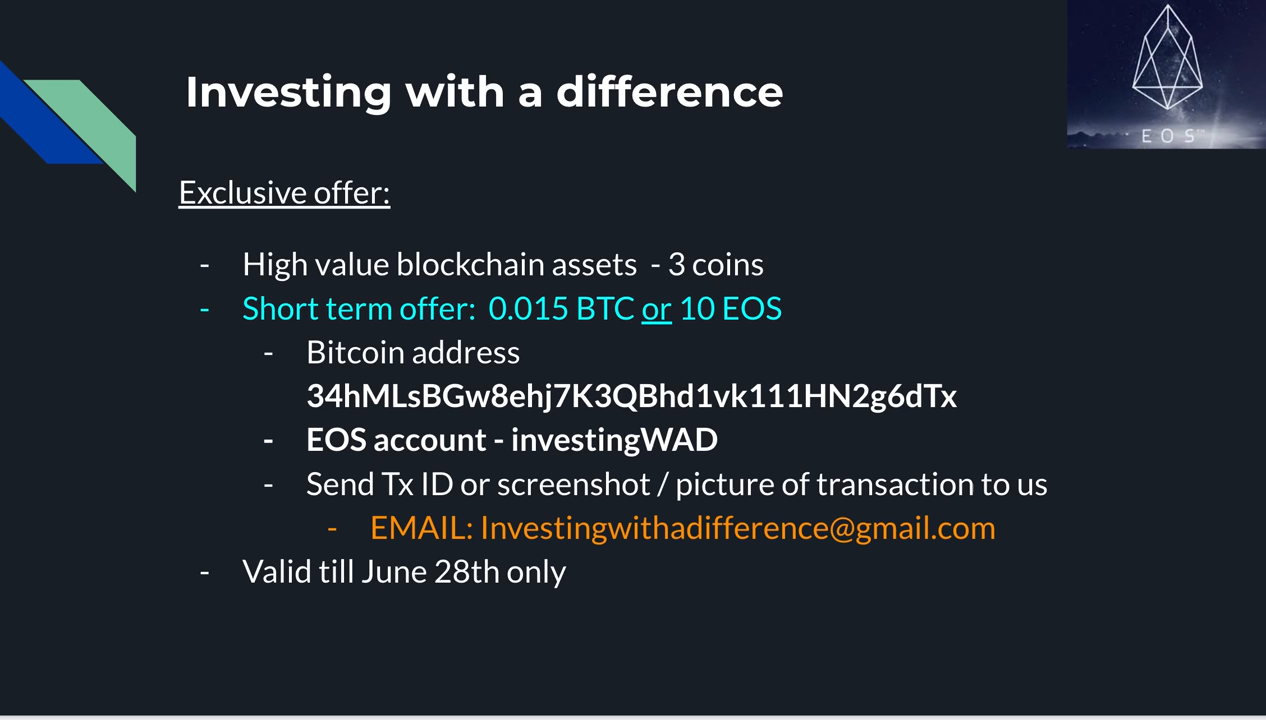 Investing with a difference
E O S
Exclusive offer:
- High value blockchain assets - 3 coins
- Short term offer: 0.015 BTC or 10 EOS
- Bitcoin address
34hMLsBGw8ehj7K3QBhd1vk111HN2g6dTx
- EOS account - investingWAD
- Send Tx ID or screenshot / picture of transaction to us
- EMAIL: Investingwithadifference@gmail.com
- Valid till June 28th only